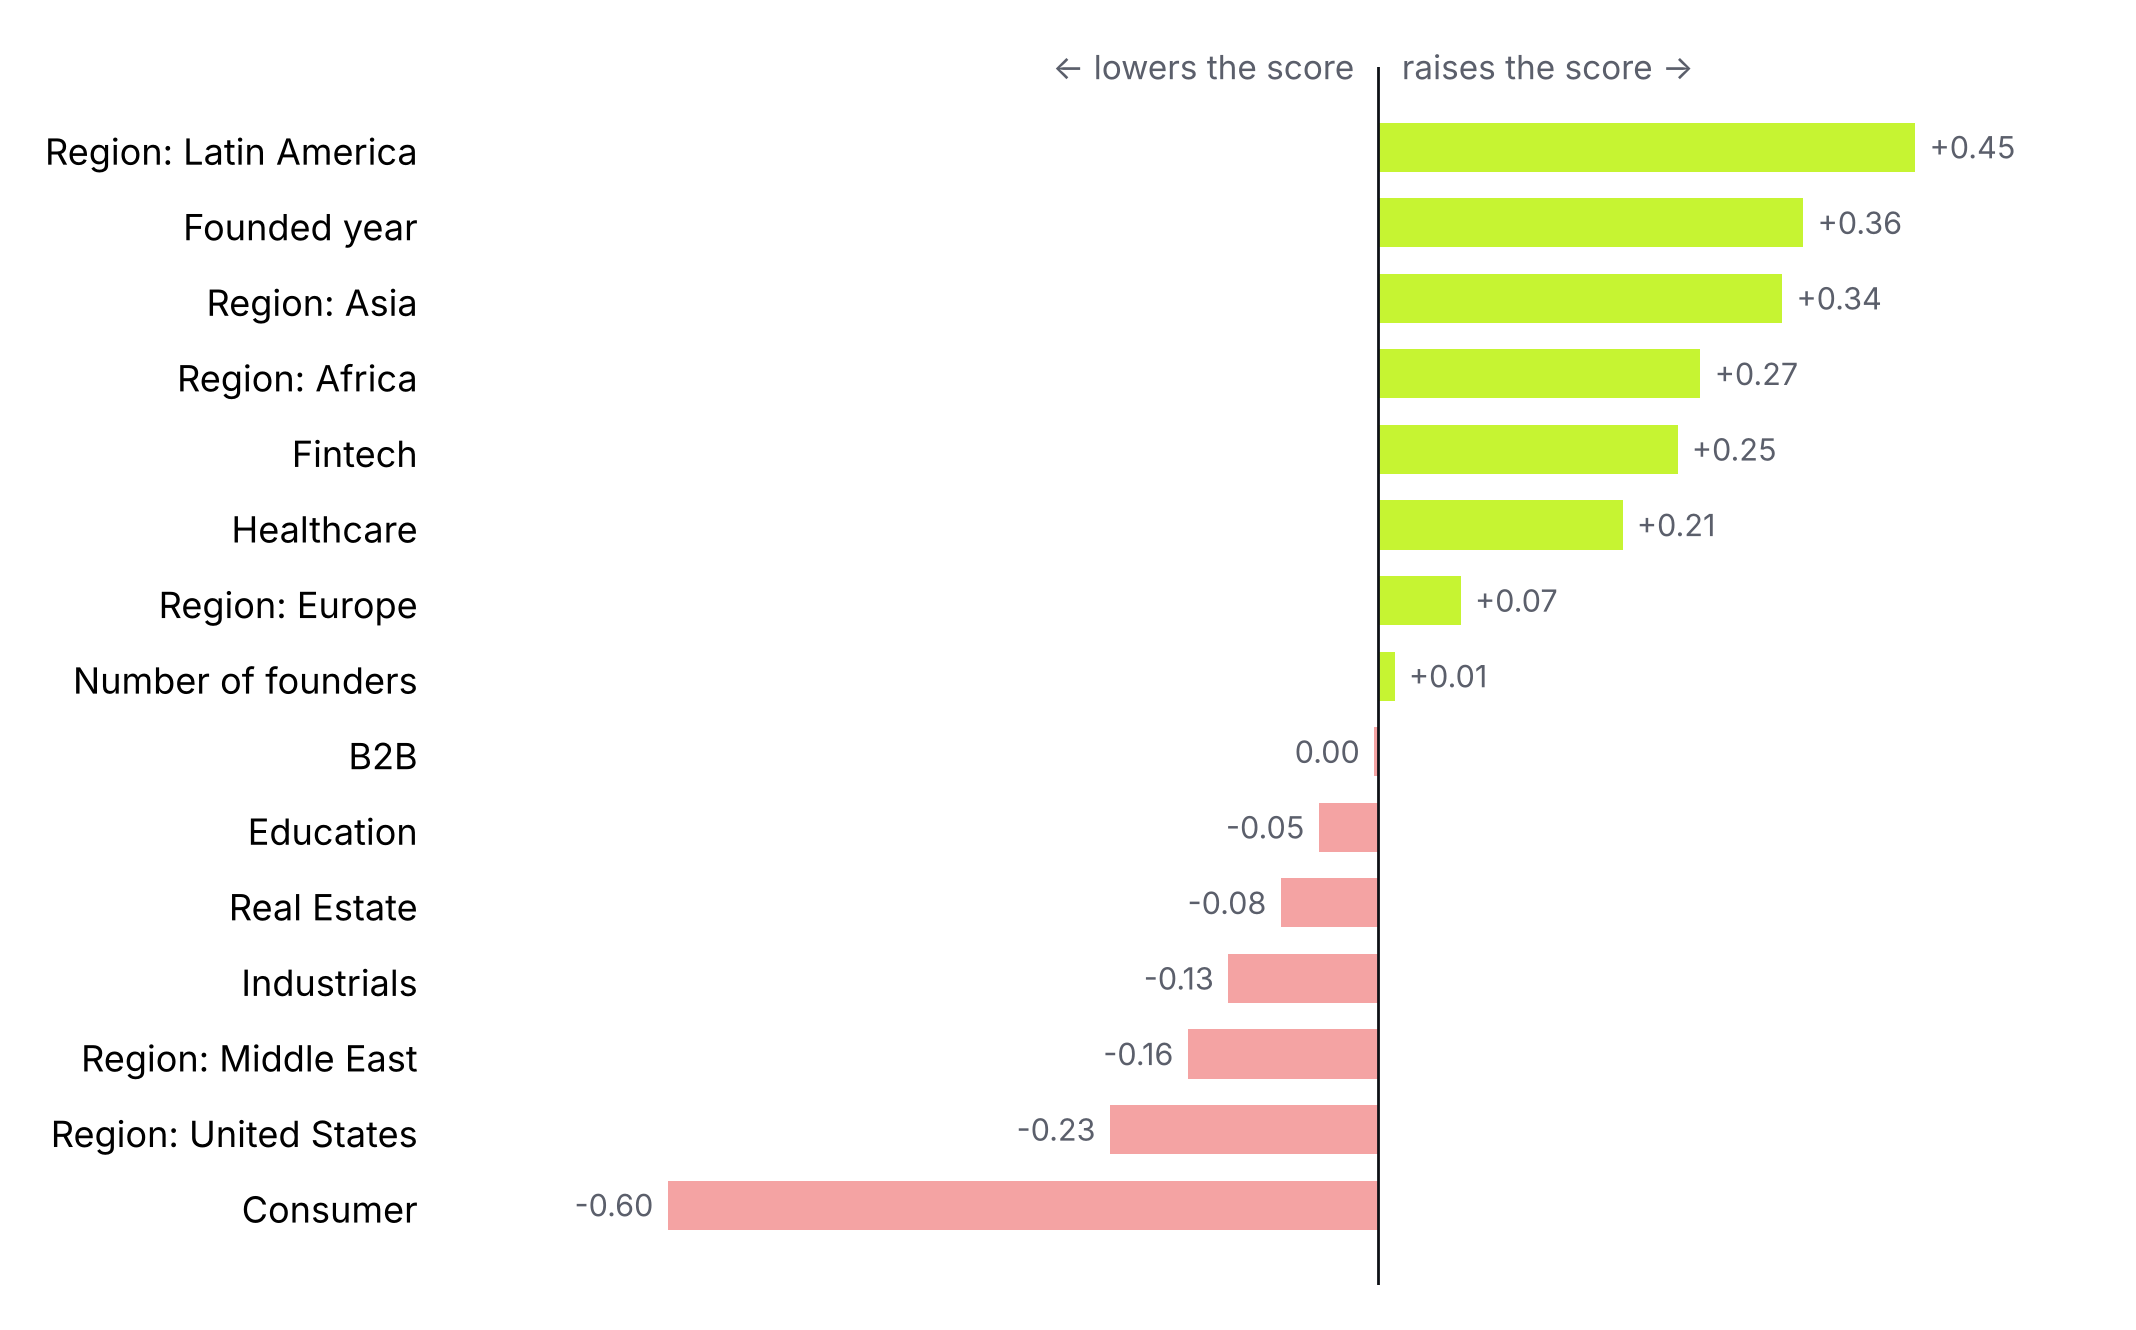 ← lowers the score raises the score →
Region: Latin America +0.45
Founded year +0.36
Region: Asia +0.34
Region: Africa +0.27
Fintech +0.25
Healthcare +0.21
Region: Europe +0.07
Number of founders +0.01
B2B 0.00
Education -0.05
Real Estate -0.08
Industrials -0.13
Region: Middle East -0.16
Region: United States -0.23
Consumer -0.60